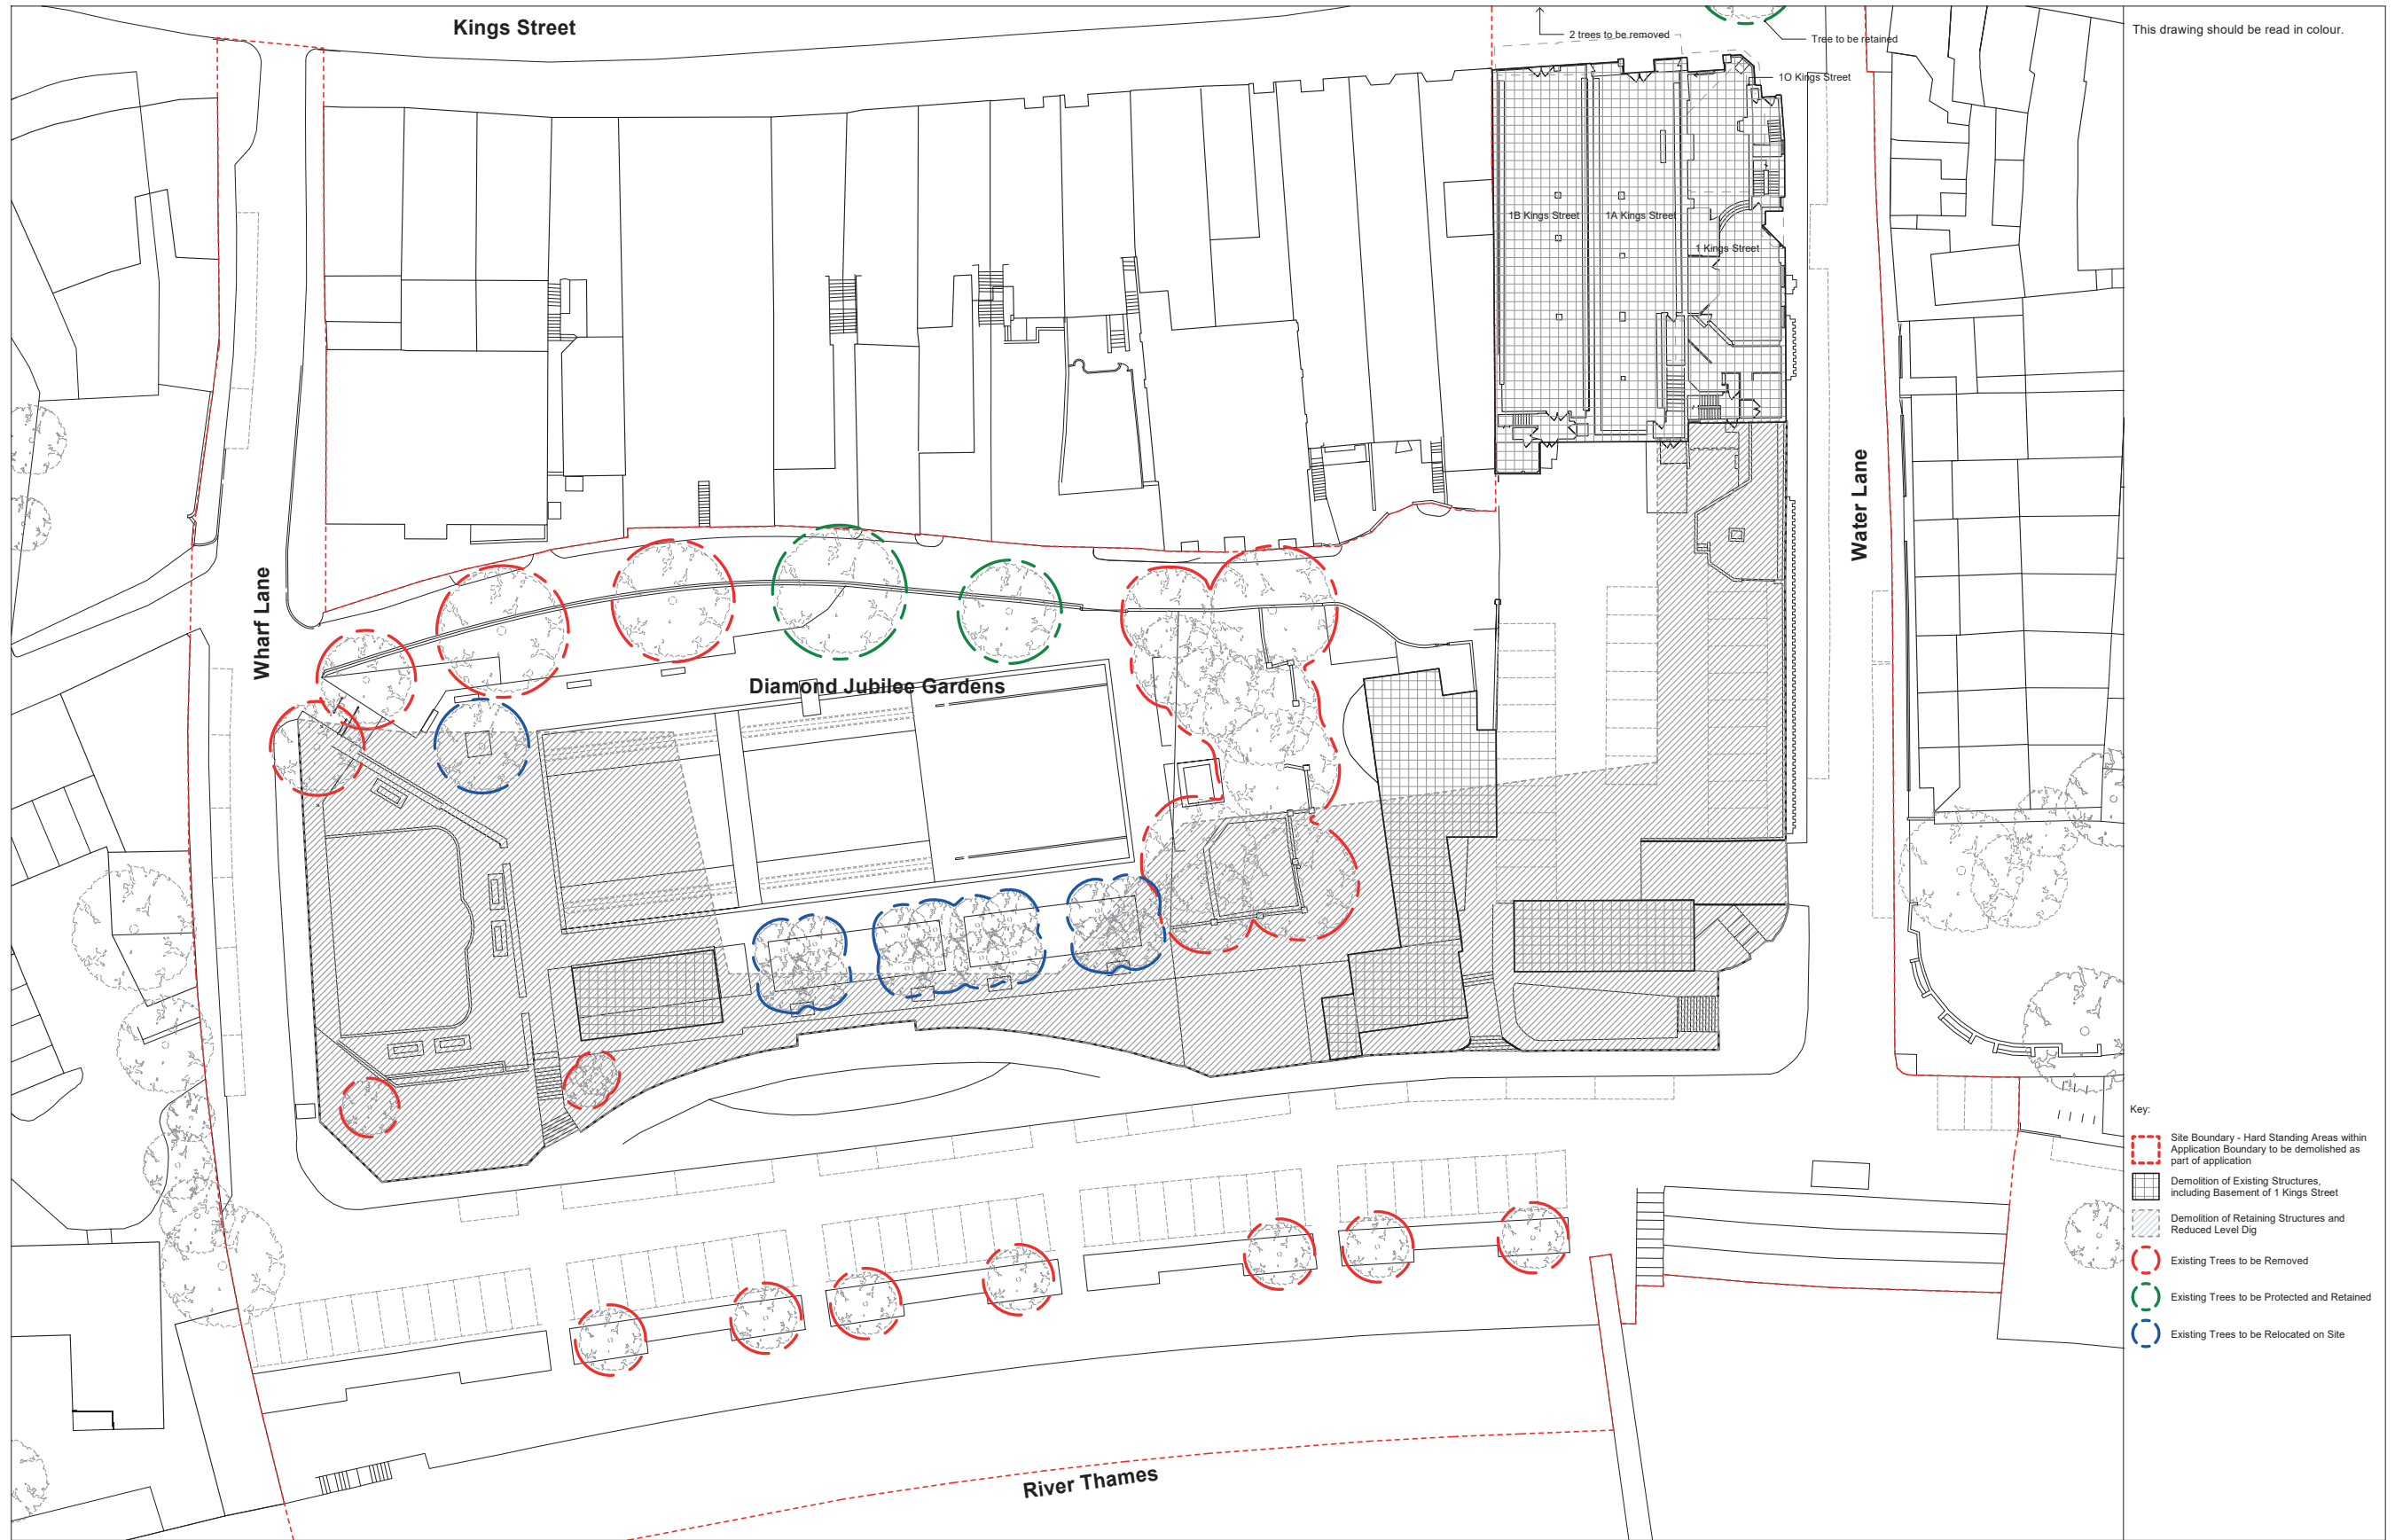 Kings Street
2 trees to be removed
Tree to be retained
This drawing should be read in colour.
1O Kings Street
1B Kings Street
1A Kings Street
1 Kings Street
Water Lane
Wharf Lane
Diamond Jubilee Gardens
River Thames
Key:
Site Boundary - Hard Standing Areas within
Application Boundary to be demolished as
part of application
Demolition of Existing Structures,
including Basement of 1 Kings Street
Demolition of Retaining Structures and
Reduced Level Dig
Existing Trees to be Removed
Existing Trees to be Protected and Retained
Existing Trees to be Relocated on Site